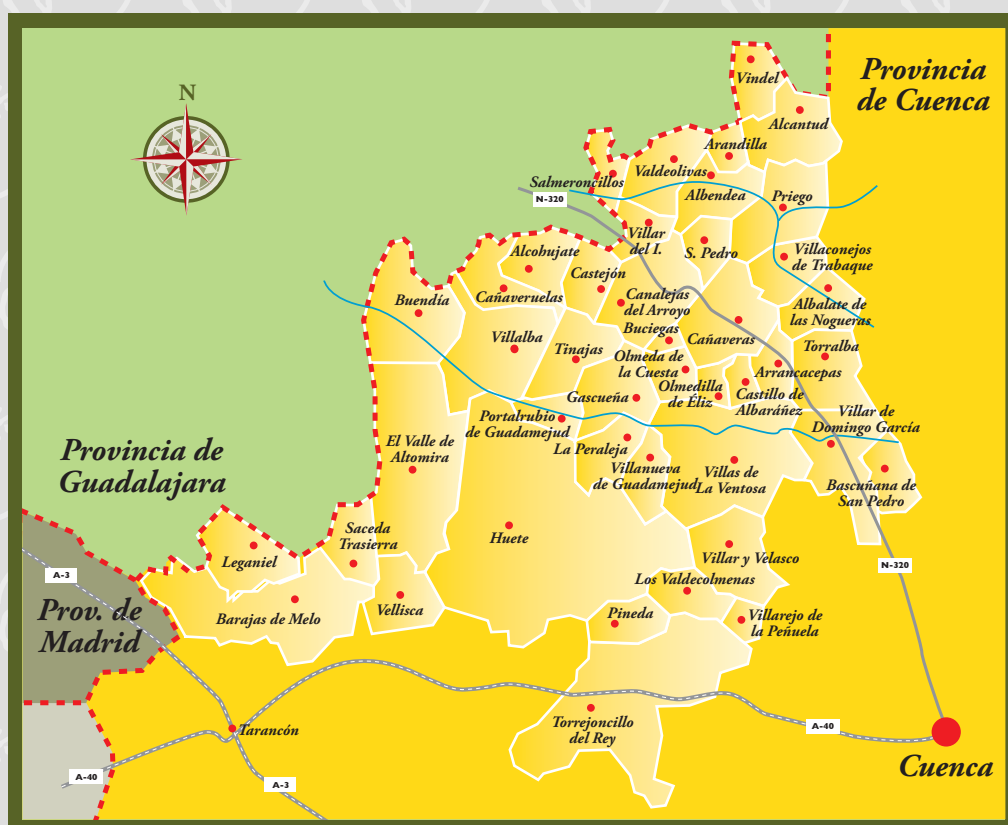 Provincia
de Cuenca
Vindel
N
Alcantud
Arandilla
Valdeolivas
Salmeroncillos
Albendea
Priego
N-320
Villar
del I.
S. Pedro
Alcohujate
Villaconejos
de Trabaque
Castejón
Cañaveruelas
Buendía
Canalejas
del Arroyo
Albalate de
las Nogueras
Buciegas
Villalba
Cañaveras
Tinajas
Torralba
Olmeda de
la Cuesta
Arrancacepas
Olmedilla
de Éliz
Castillo de
Albaráñez
Gascueña
Portalrubio
de Guadamejud
Villar de
Domingo García
El Valle de
Altomira
La Peraleja
Provincia de
Guadalajara
Villanueva
de Guadamejud
Villas de
La Ventosa
Bascuñana de
San Pedro
Saceda
Trasierra
Huete
Leganiel
Villar y Velasco
N-320
A-3
Los Valdecolmenas
Prov. de
Madrid
Barajas de Melo
Vellisca
Pineda
Villarejo de
la Peñuela
Torrejoncillo
del Rey
A-40
Tarancón
Cuenca
A-40
A-3